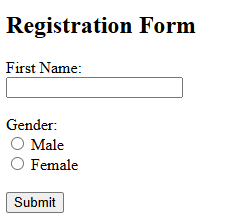 Registration Form
First Name:
Gender:
Male
Female
Submit